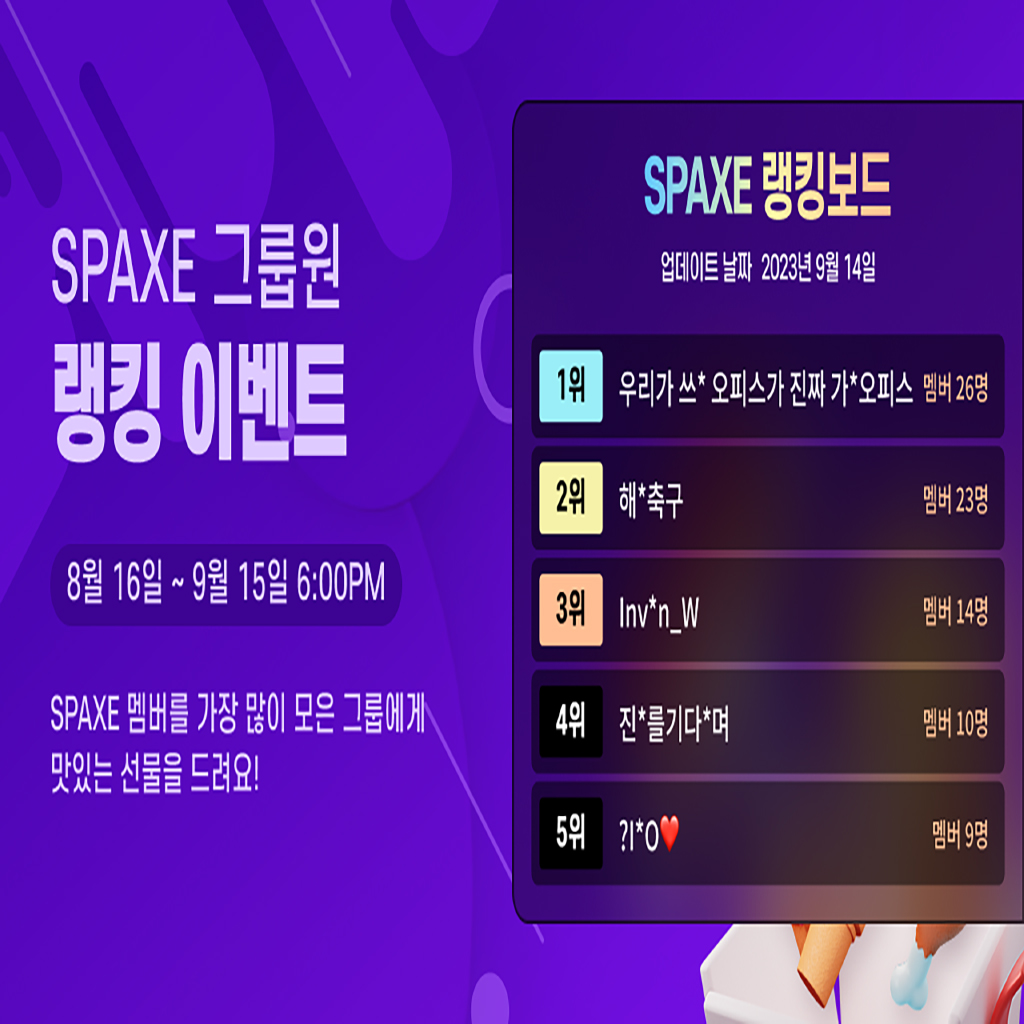 SPAXE 그룹원
랭킹 이벤트
8월 16일 ~ 9월 15일 6:00PM
SPAXE 멤버를 가장 많이 모은 그룹에게
맛있는 선물을 드려요!
SPAXE 랭킹보드
업데이트 날짜 2023년 9월 14일
1위 우리가 쓰* 오피스가 진짜 가*오피스 멤버 26명
2위 해*축구 멤버 23명
3위 Inv*n_W 멤버 14명
4위 진*를기다*며 멤버 10명
5위 ?I*O❤️ 멤버 9명